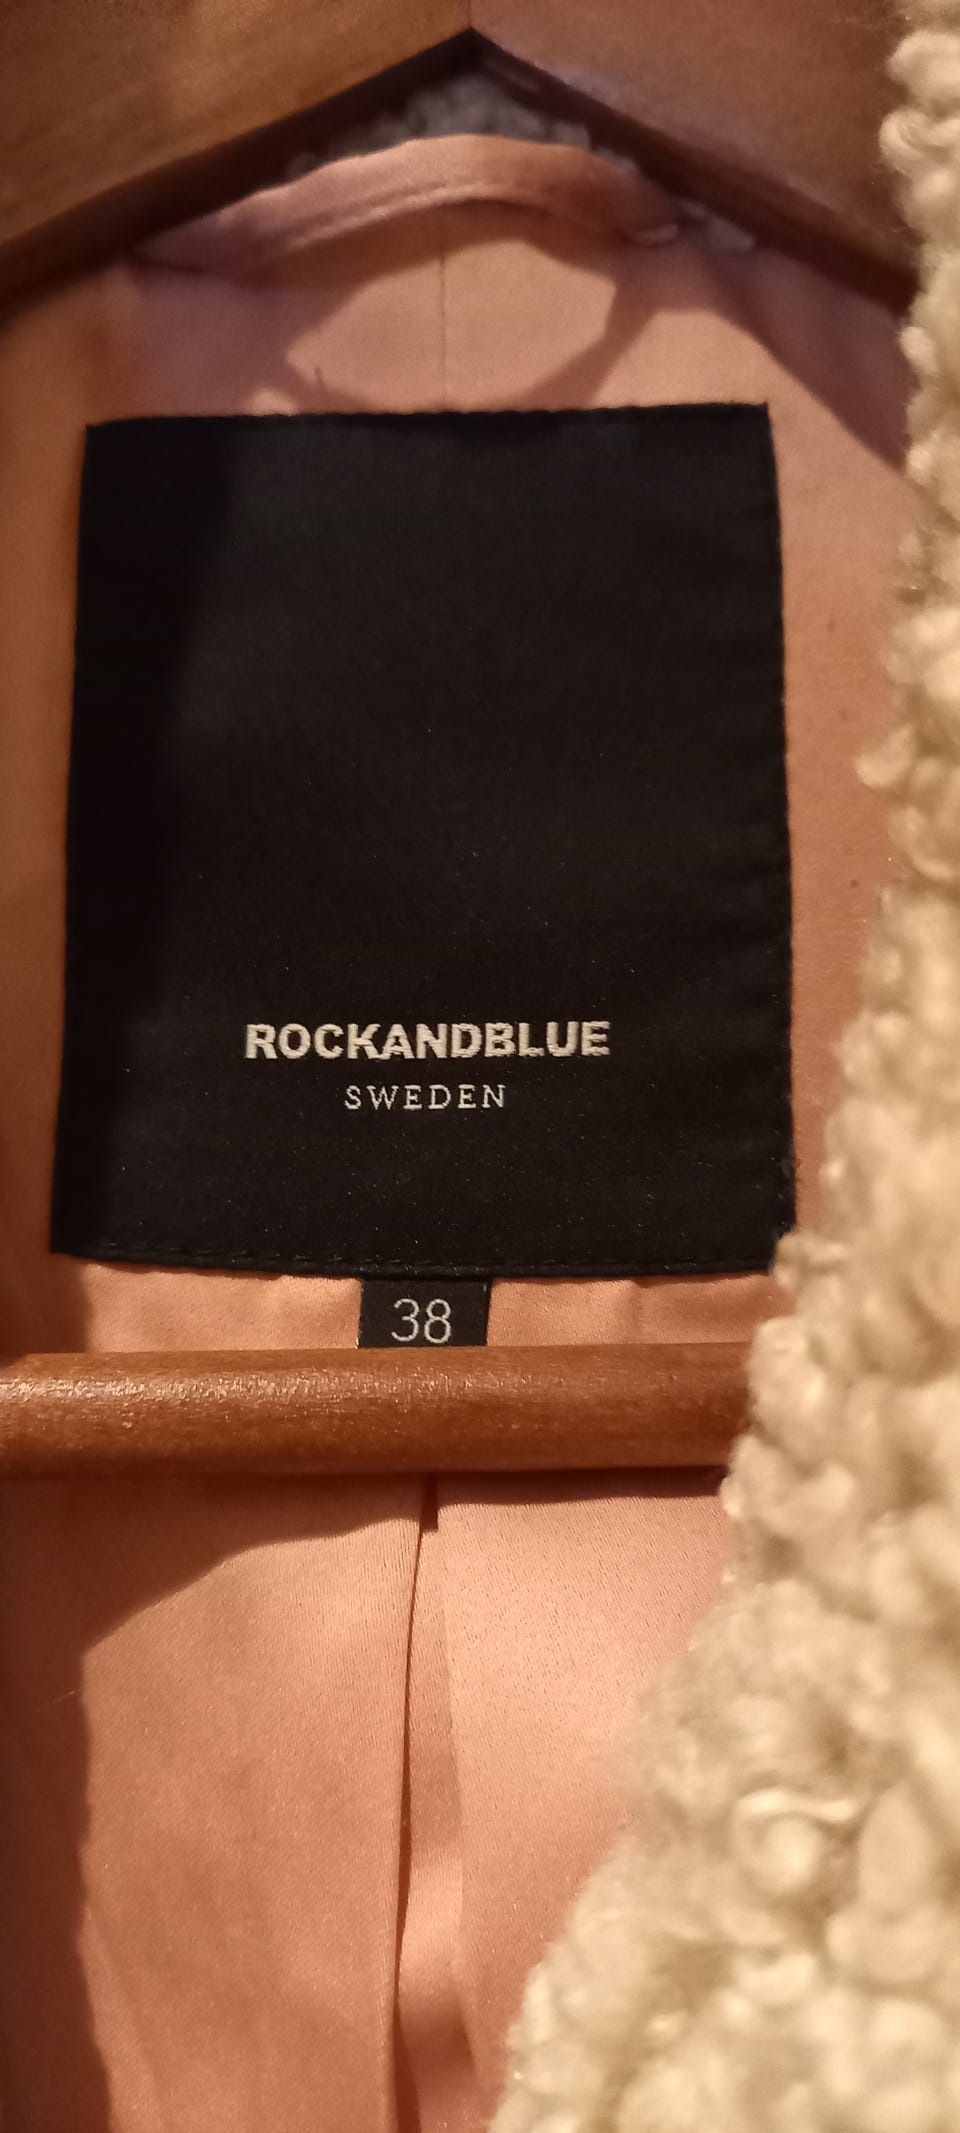 ROCKANDBLUE
SWEDEN
38